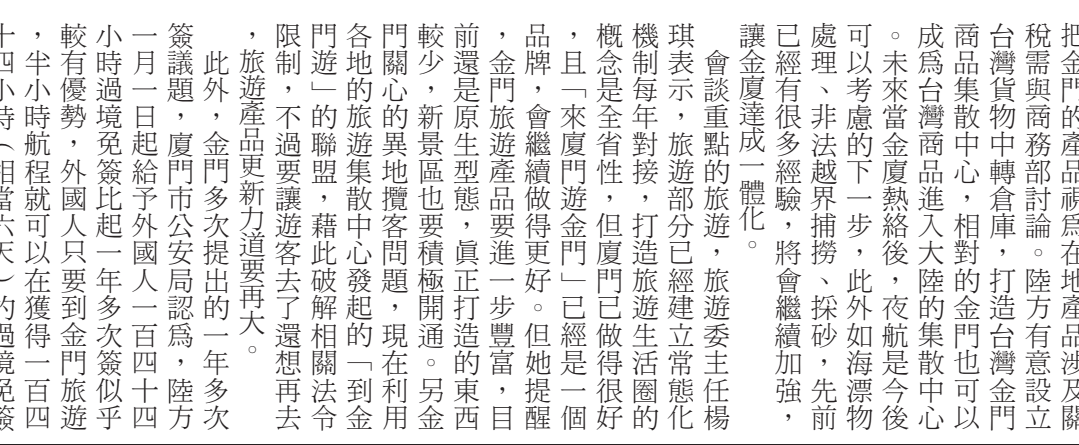 把金門的產品視爲在地產品涉及關
稅需與商務部討論。陸方有意設立
台灣貨物中轉倉庫，打造台灣金門
商品集散中心，相對的金門也可以
成爲台灣商品進入大陸的集散中心
。未來當金廈熱絡後，夜航是今後
可以考慮的下一步，此外如海漂物
處理、非法越界捕撈、採砂，先前
已經有很多經驗，將會繼續加強，
讓金廈達成一體化。
會談重點的旅遊，旅遊委主任楊
琪表示，旅遊部分已經建立常態化
機制每年對接，打造旅遊生活圈的
概念是全省性，但廈門已做得很好
，且「來廈門遊金門」已經是一個
品牌，會繼續做得更好。但她提醒
，金門旅遊產品要進一步豐富，目
前還是原生型態，眞正打造的東西
較少，新景區也要積極開通。另金
門關心的異地攬客問題，現在利用
各地的旅遊集散中心發起的「到金
門遊」的聯盟，藉此破解相關法令
限制，不過要讓遊客去了還想再去
，旅遊產品更新力道要再大。
此外，金門多次提出的一年多次
簽議題，廈門市公安局認爲，陸方
一月一日起給予外國人一百四十四
小時過境免簽比起一年多次簽似乎
較有優勢，外國人只要到金門旅遊
，半小時航程就可以在獲得一百四
十四小時（相當六天）的過境免簽